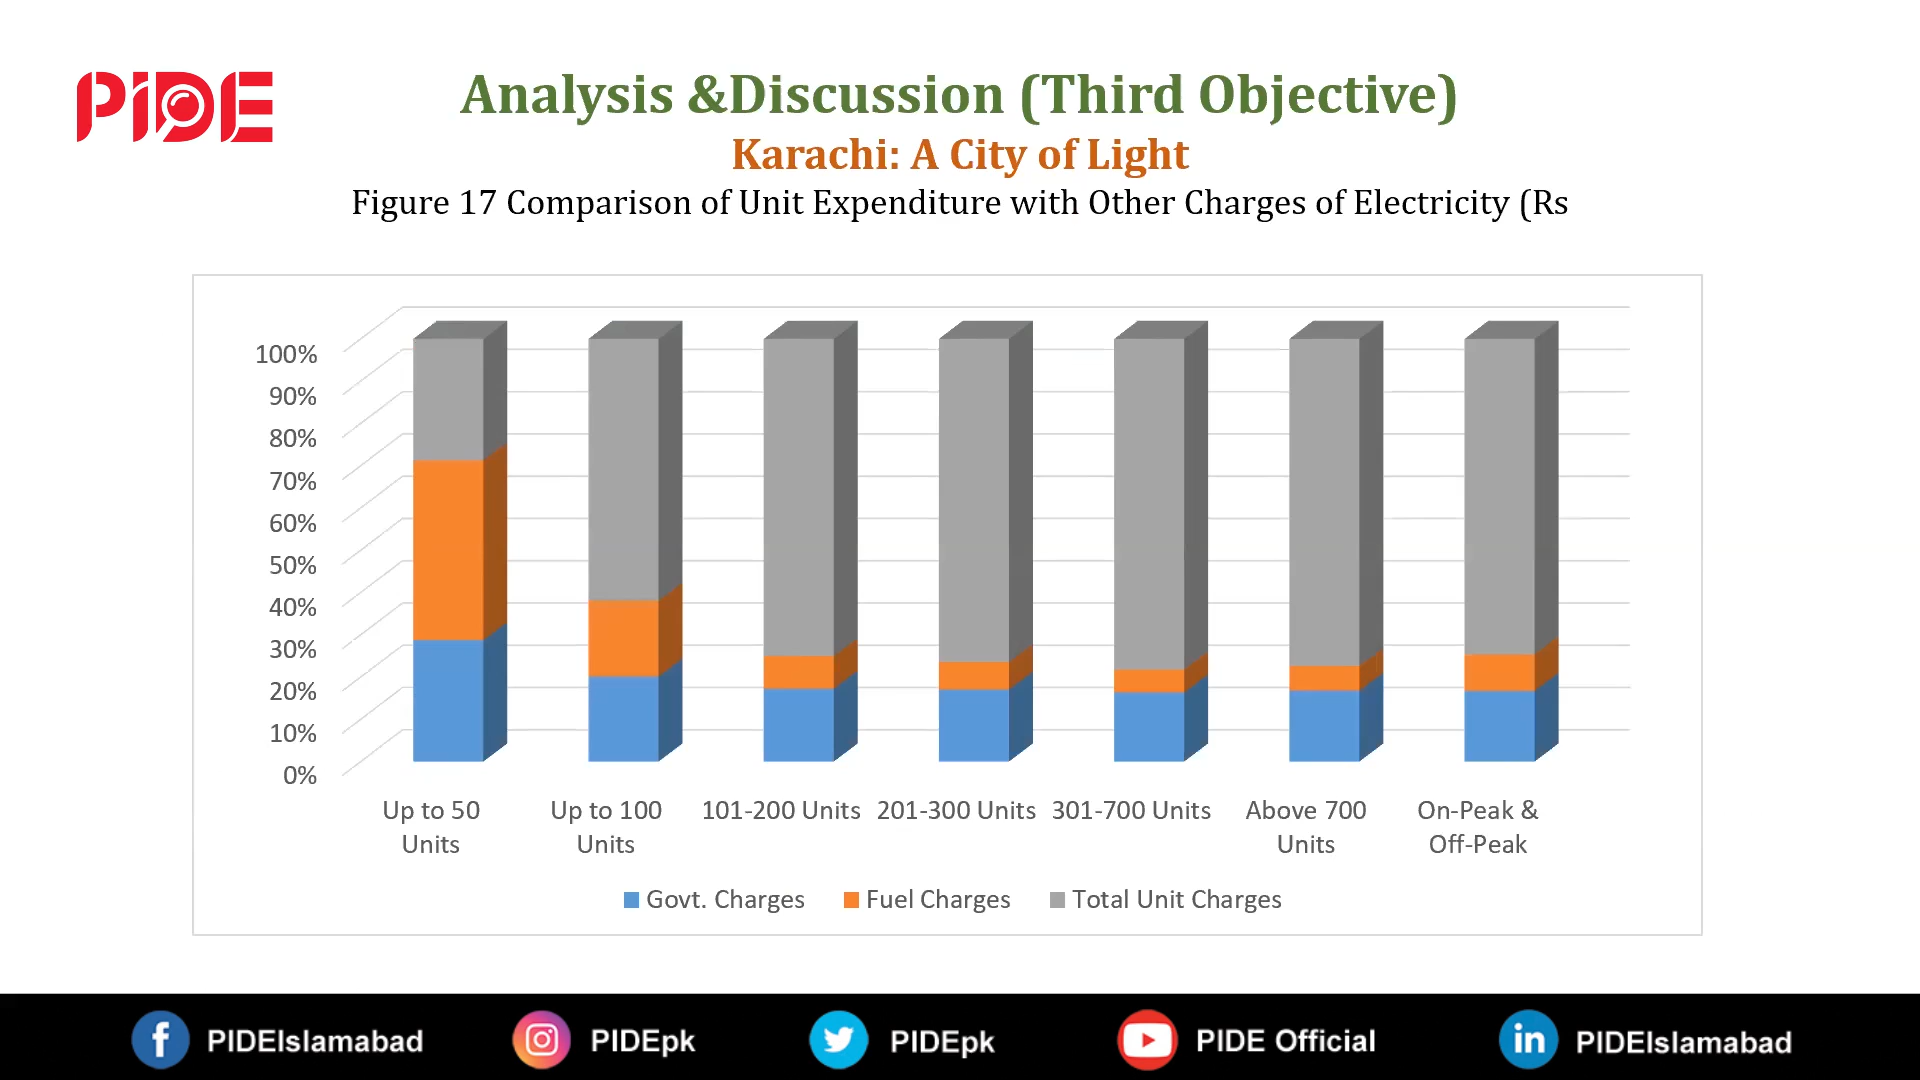 PIDE
Analysis &Discussion (Third Objective)
Karachi: A City of Light
Figure 17 Comparison of Unit Expenditure with Other Charges of Electricity (Rs
100%
90%
80%
70%
60%
50%
40%
30%
20%
10%
0%
Up to 50 Units
Up to 100 Units
101-200 Units
201-300 Units
301-700 Units
Above 700 Units
On-Peak & Off-Peak
Govt. Charges
Fuel Charges
Total Unit Charges
PIDEIslamabad
PIDEpk
PIDEpk
PIDE Official
PIDEIslamabad